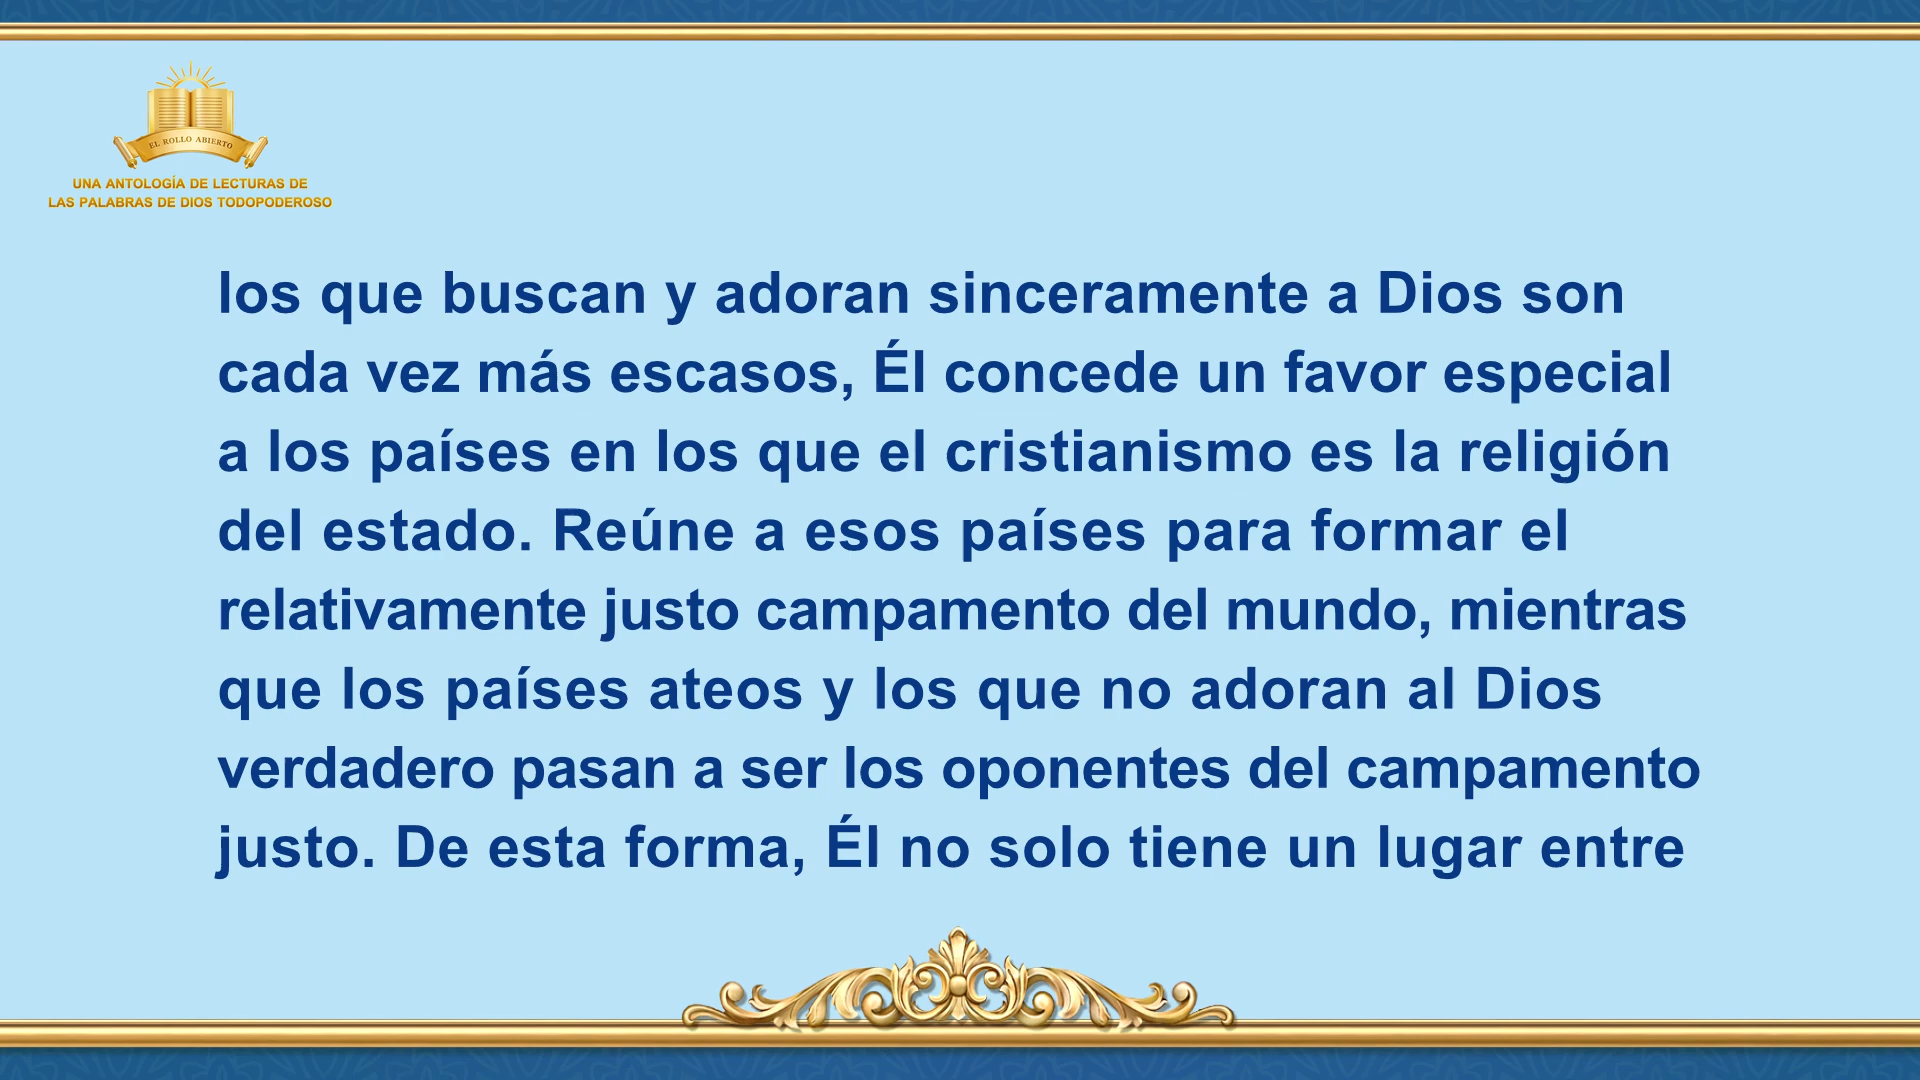 EL ROLLO ABIERTO
UNA ANTOLOGÍA DE LECTURAS DE
LAS PALABRAS DE DIOS TODOPODEROSO
los que buscan y adoran sinceramente a Dios son
cada vez más escasos, Él concede un favor especial
a los países en los que el cristianismo es la religión
del estado. Reúne a esos países para formar el
relativamente justo campamento del mundo, mientras
que los países ateos y los que no adoran al Dios
verdadero pasan a ser los oponentes del campamento
justo. De esta forma, Él no solo tiene un lugar entre